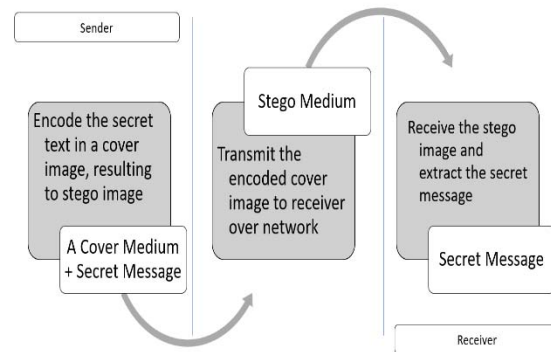 Sender
Encode the secret
text in a cover
image, resulting
to stego image
A Cover Medium
+ Secret Message
Stego Medium
Transmit the
encoded cover
image to receiver
over network
Receive the stego
image and
extract the secret
message
Secret Message
Receiver